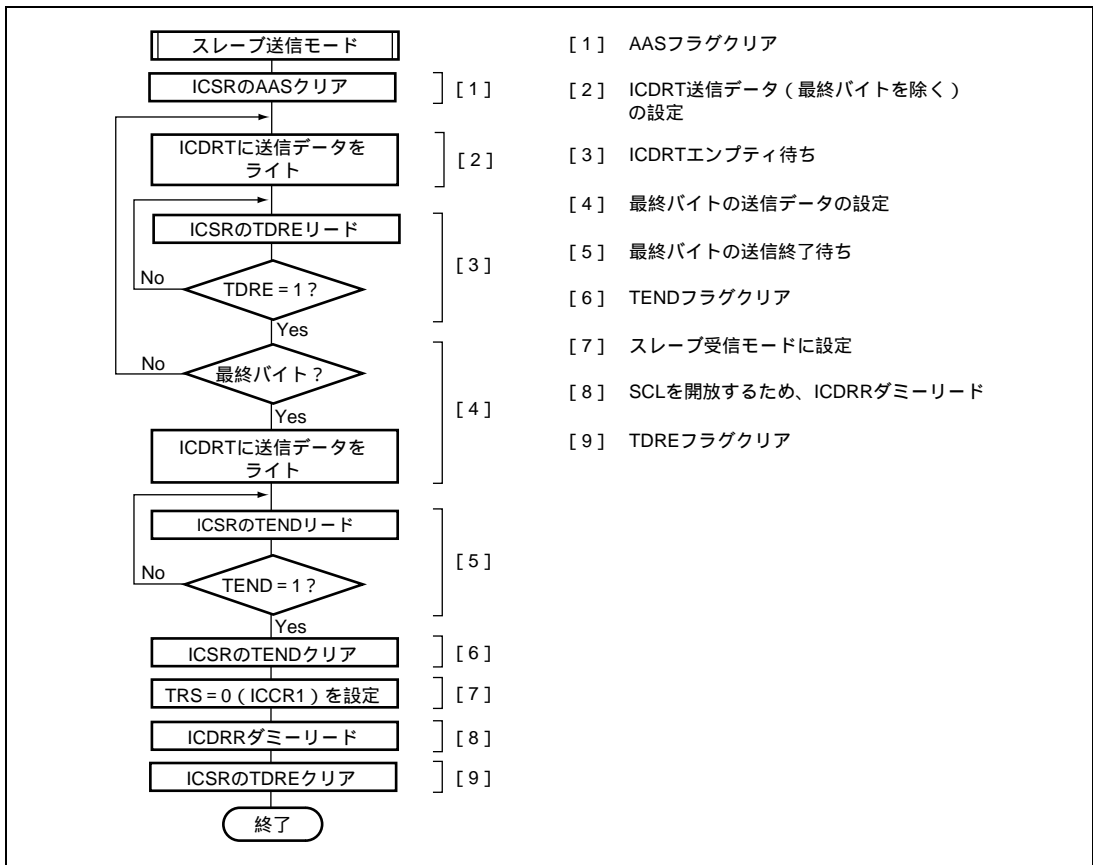 スレーブ送信モード
ICSRのAASクリア
[1]
ICDRTに送信データを
ライト
[2]
ICSRのTDREリード
TDRE=1?
No
Yes
[3]
最終バイト?
No
Yes
ICDRTに送信データを
ライト
[4]
ICSRのTENDリード
TEND=1?
No
Yes
[5]
ICSRのTENDクリア
[6]
TRS=0(ICCR1)を設定
[7]
ICDRRダミーリード
[8]
ICSRのTDREクリア
[9]
終了
[1] AASフラグクリア
[2] ICDRT送信データ(最終バイトを除く)
の設定
[3] ICDRTエンプティ待ち
[4] 最終バイトの送信データの設定
[5] 最終バイトの送信終了待ち
[6] TENDフラグクリア
[7] スレーブ受信モードに設定
[8] SCLを開放するため、ICDRRダミーリード
[9] TDREフラグクリア